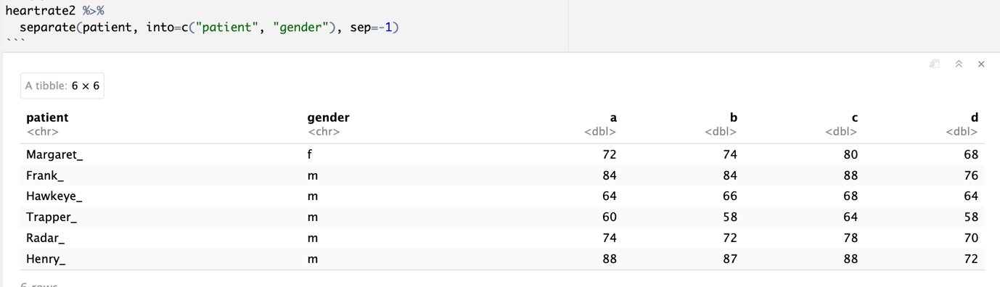 heartrate2 %>%
  separate(patient, into=c("patient", "gender"), sep=-1)
```
A tibble: 6 × 6
patient gender a b c d
<chr> <chr> <dbl> <dbl> <dbl> <dbl>
Margaret_ f 72 74 80 68
Frank_ m 84 84 88 76
Hawkeye_ m 64 66 68 64
Trapper_ m 60 58 64 58
Radar_ m 74 72 78 70
Henry_ m 88 87 88 72
6 rows